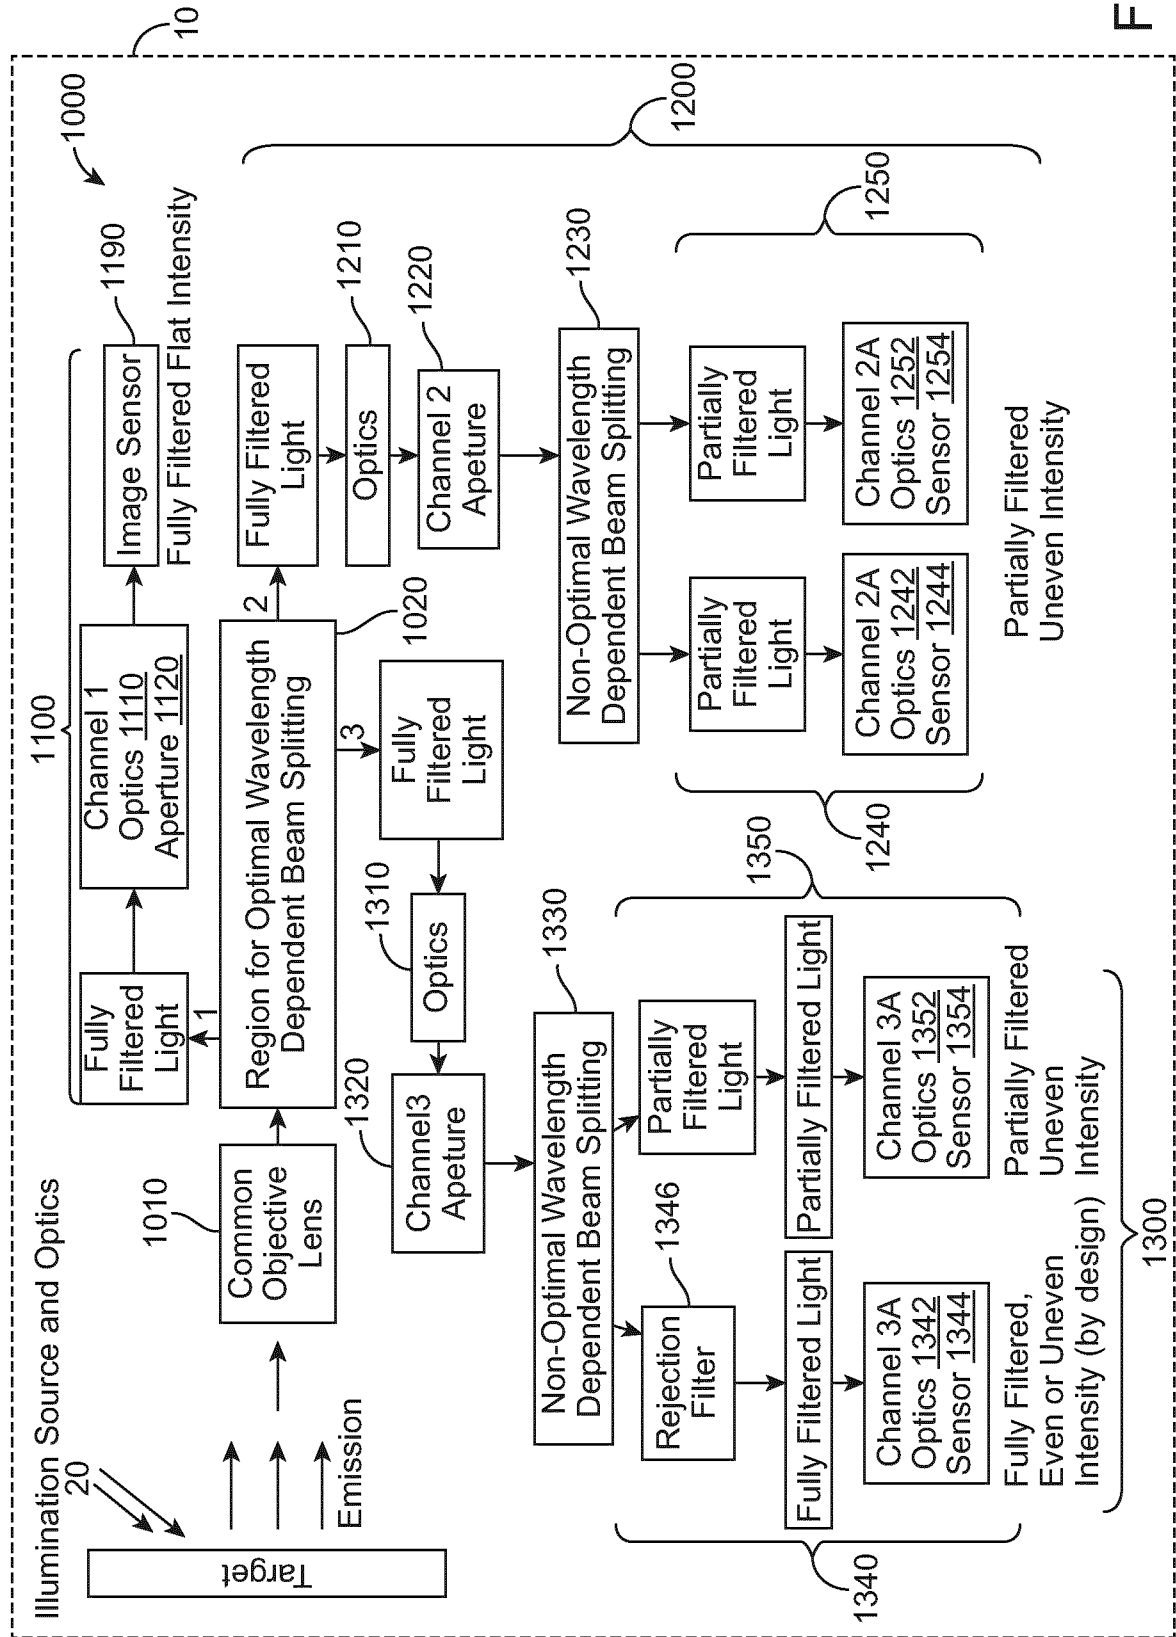 Illumination Source and Optics
20
Target
Emission
1010
Common
Objective
Lens
1100
Fully
Filtered
Light
1
Channel 1
Optics 1110
Aperture 1120
Image Sensor
1190
Fully Filtered Flat Intensity
1000
10
Region for Optimal Wavelength
Dependent Beam Splitting
1020
2
3
Fully Filtered
Light
Optics
1210
Channel 2
Apeture
1220
1200
Non-Optimal Wavelength
Dependent Beam Splitting
1230
Partially
Filtered
Light
Partially
Filtered
Light
Channel 2A
Optics 1242
Sensor 1244
Channel 2A
Optics 1252
Sensor 1254
1240
1250
Partially Filtered
Uneven Intensity
Fully
Filtered
Light
1310
Optics
1320
Channel3
Apeture
Non-Optimal Wavelength
Dependent Beam Splitting
1330
Rejection
Filter
1346
Partially
Filtered
Light
Fully Filtered Light
Partially Filtered Light
Channel 3A
Optics 1342
Sensor 1344
Channel 3A
Optics 1352
Sensor 1354
1340
1350
Fully Filtered,
Even or Uneven
Intensity (by design)
Partially Filtered
Uneven
Intensity
1300
F